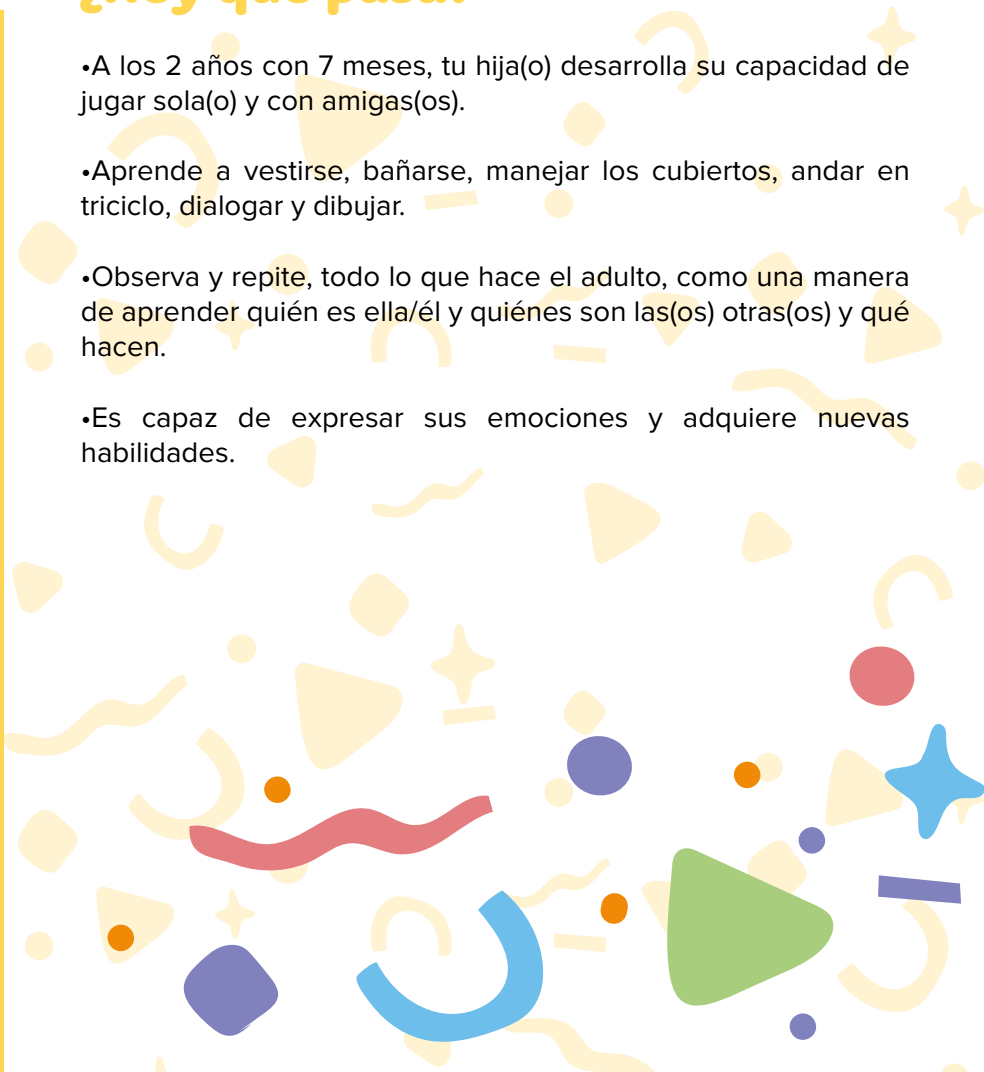 ¿Hoy qué pasa?
•A los 2 años con 7 meses, tu hija(o) desarrolla su capacidad de
jugar sola(o) y con amigas(os).
•Aprende a vestirse, bañarse, manejar los cubiertos, andar en
triciclo, dialogar y dibujar.
•Observa y repite, todo lo que hace el adulto, como una manera
de aprender quién es ella/él y quiénes son las(os) otras(os) y qué
hacen.
•Es capaz de expresar sus emociones y adquiere nuevas
habilidades.